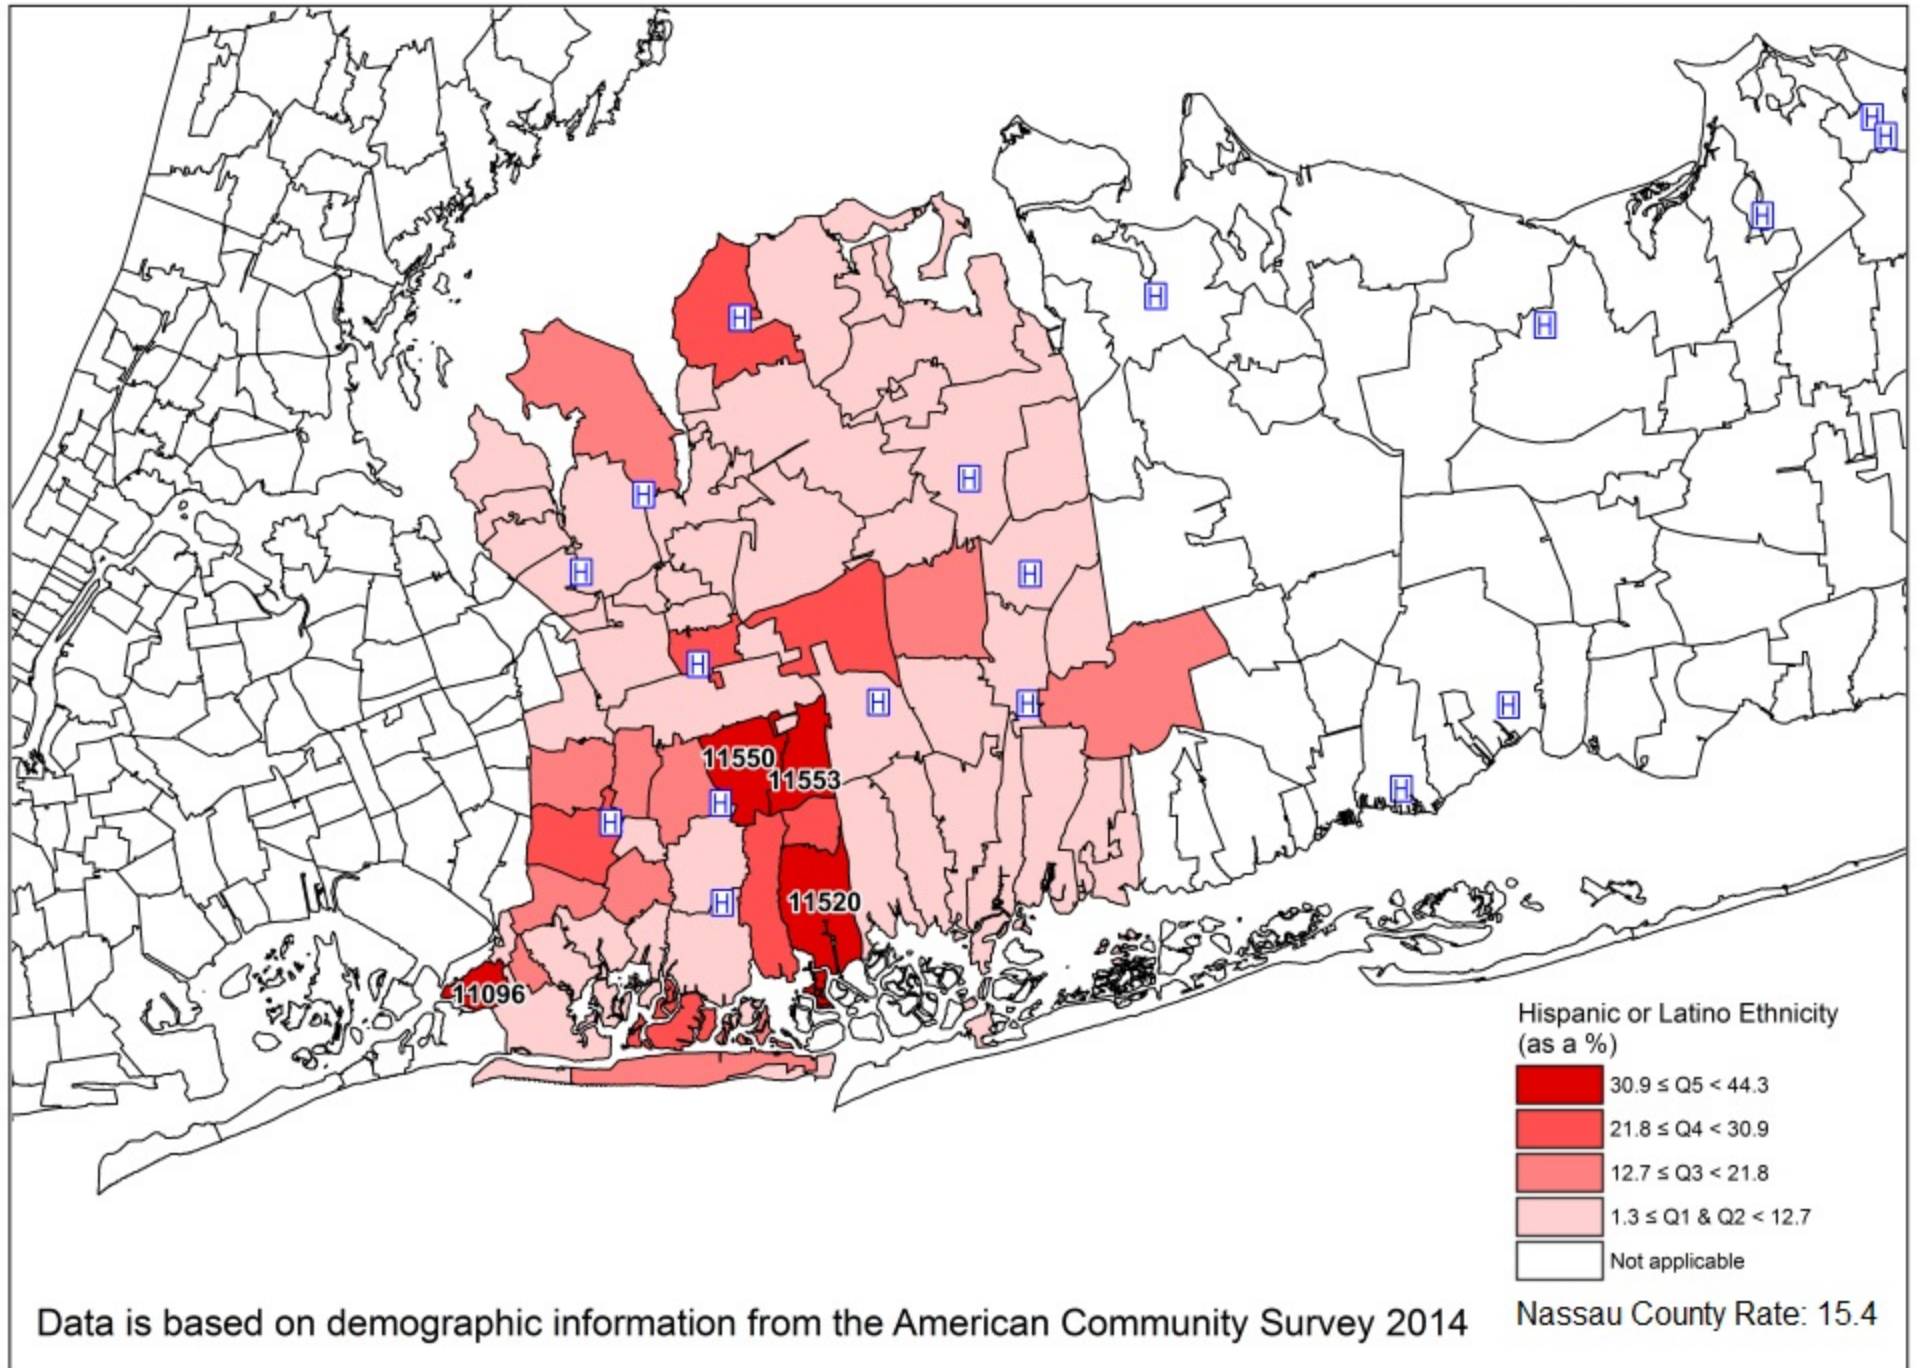 H
H
H
H
H
H
H
H
H
H
H
H
H
H
11550
11553
H
H
H
11520
H
11096
Hispanic or Latino Ethnicity
(as a %)
30.9 ≤ Q5 < 44.3
21.8 ≤ Q4 < 30.9
12.7 ≤ Q3 < 21.8
1.3 ≤ Q1 & Q2 < 12.7
Not applicable
Data is based on demographic information from the American Community Survey 2014
Nassau County Rate: 15.4